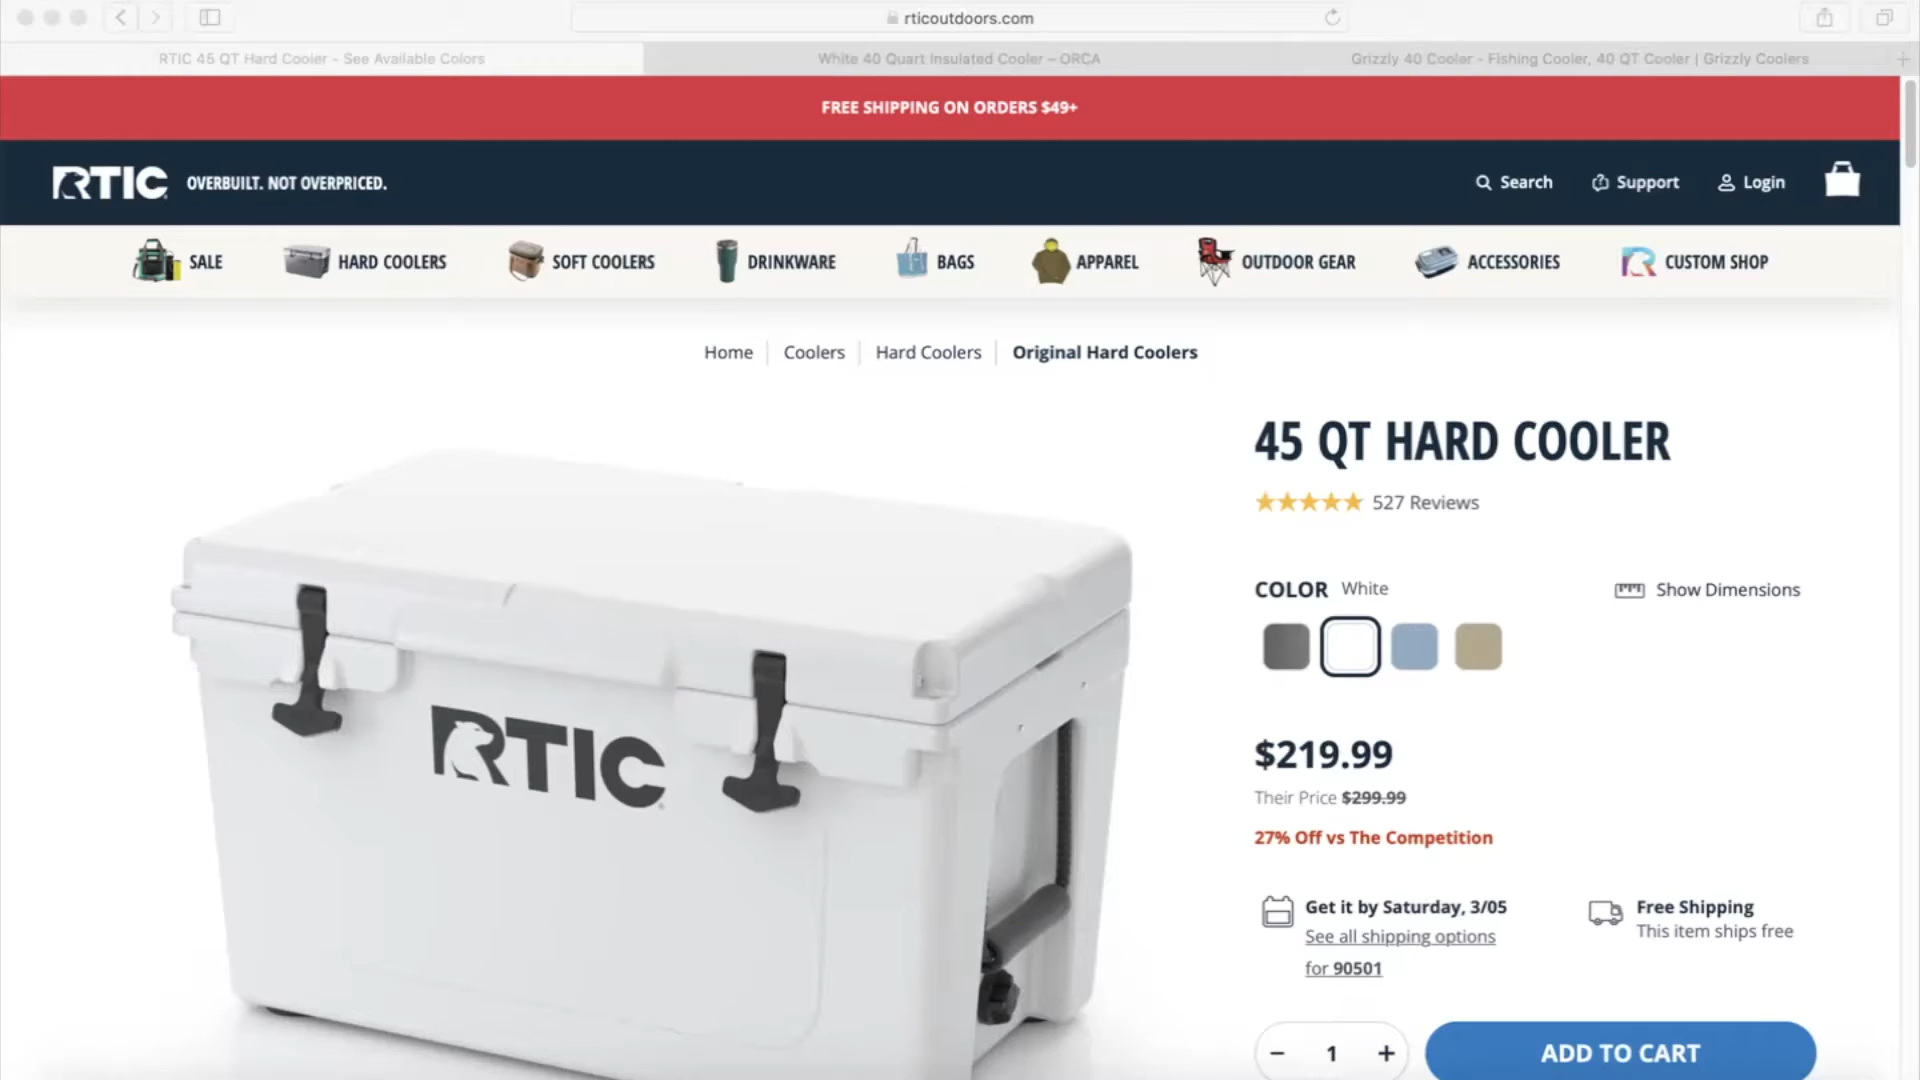 rticoutdoors.com
RTIC 45 QT Hard Cooler - See Available Colors
White 40 Quart Insulated Cooler – ORCA
Grizzly 40 Cooler - Fishing Cooler, 40 QT Cooler | Grizzly Coolers
FREE SHIPPING ON ORDERS $49+
RTIC OVERBUILT. NOT OVERPRICED.
Search
Support
Login
SALE
HARD COOLERS
SOFT COOLERS
DRINKWARE
BAGS
APPAREL
OUTDOOR GEAR
ACCESSORIES
CUSTOM SHOP
Home
Coolers
Hard Coolers
Original Hard Coolers
RTIC
45 QT HARD COOLER
527 Reviews
COLOR White
Show Dimensions
$219.99
Their Price $299.99
27% Off vs The Competition
Get it by Saturday, 3/05
See all shipping options
for 90501
Free Shipping
This item ships free
− 1 +
ADD TO CART